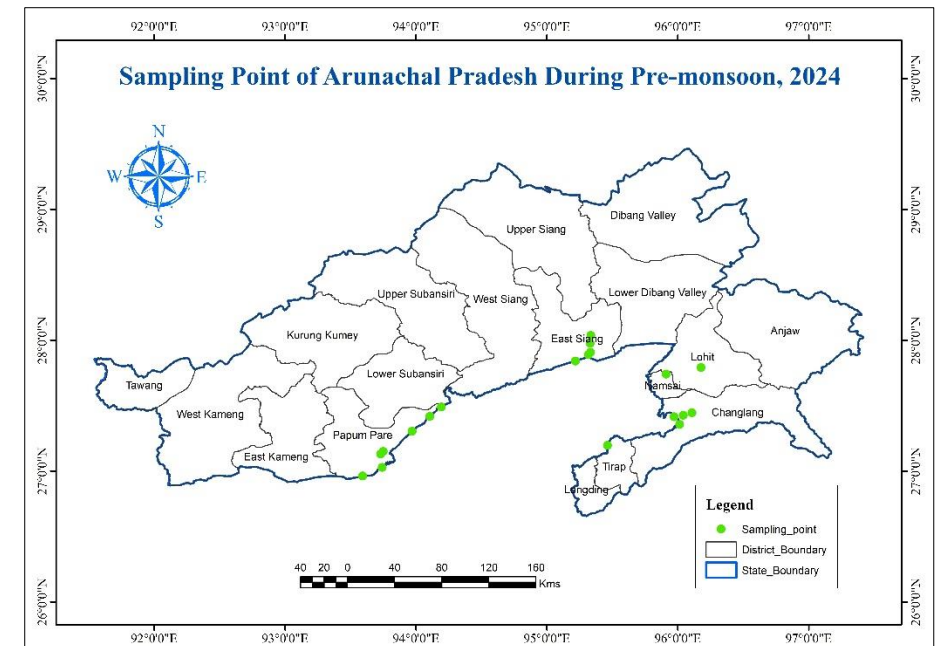 92°0'0"E 93°0'0"E 94°0'0"E 95°0'0"E 96°0'0"E 97°0'0"E
Sampling Point of Arunachal Pradesh During Pre-monsoon, 2024
30°0'0"N 30°0'0"N
N
W E
S
29°0'0"N 29°0'0"N
Dibang Valley
Upper Siang
Lower Dibang Valley
Upper Subansiri
West Siang
28°0'0"N 28°0'0"N
Anjaw
Kurung Kumey
East Siang
Lohit
Lower Subansiri
Tawang
Namsai
West Kameng
Changlang
Papum Pare
East Kameng
27°0'0"N 27°0'0"N
Tirap
Longding
Legend
Sampling_point
District_Boundary
State_Boundary
40 20 0 40 80 120 160
Kms
26°0'0"N 26°0'0"N
92°0'0"E 93°0'0"E 94°0'0"E 95°0'0"E 96°0'0"E 97°0'0"E